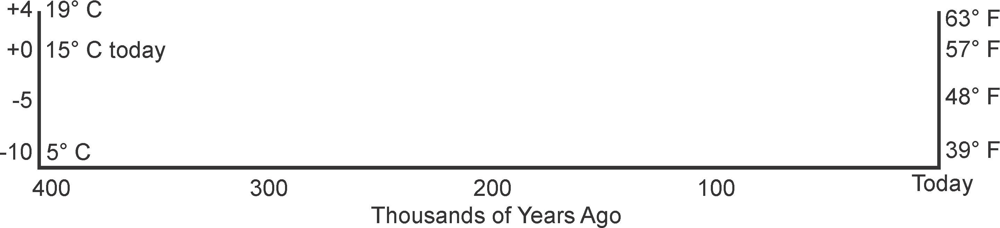 +4 19° C 63° F
+0 15° C today 57° F
-5 48° F
-10 5° C 39° F
400 300 200 100 Today
Thousands of Years Ago